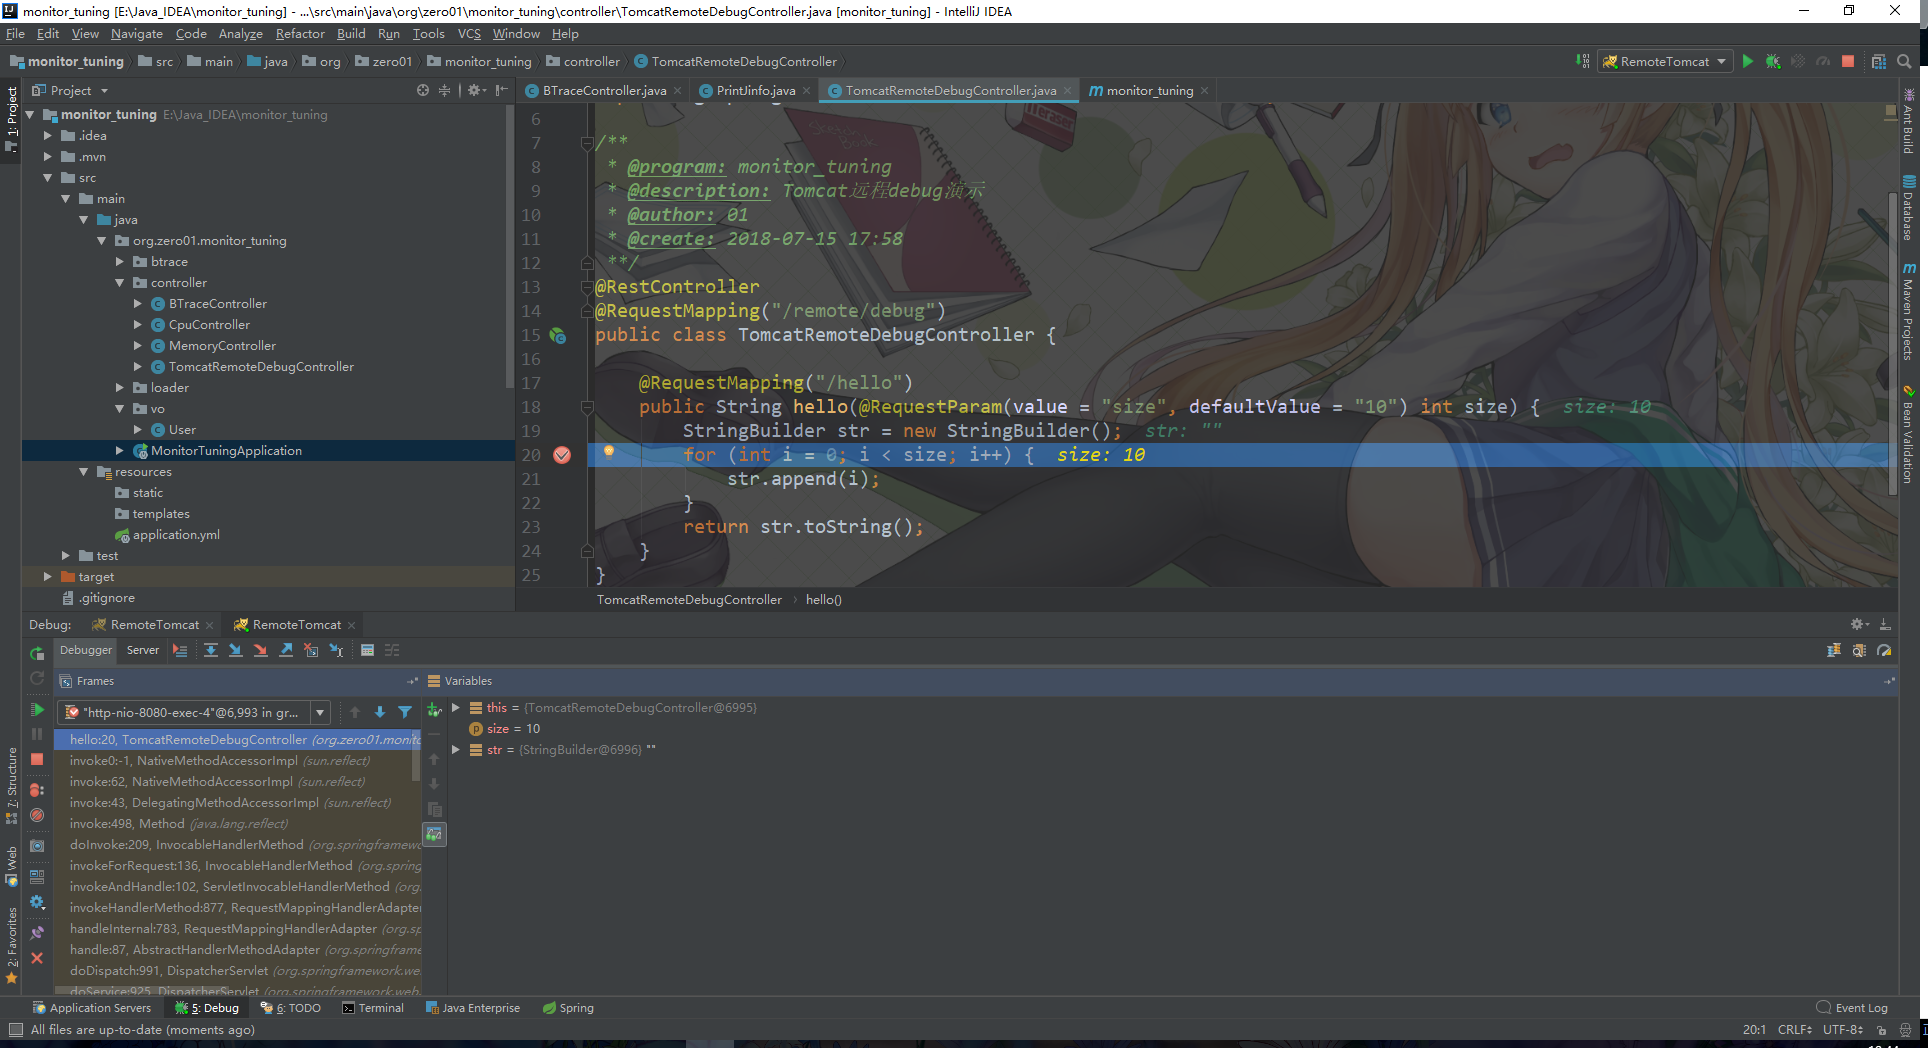 monitor_tuning [E:\Java_IDEA\monitor_tuning] - ...\src\main\java\org\zero01\monitor_tuning\controller\TomcatRemoteDebugController.java [monitor_tuning] - IntelliJ IDEA
File Edit View Navigate Code Analyze Refactor Build Run Tools VCS Window Help
monitor_tuning src main java org zero01 monitor_tuning controller TomcatRemoteDebugController RemoteTomcat
Project BTraceController.java PrintJinfo.java TomcatRemoteDebugController.java monitor_tuning
1: Project
7: Structure
Web
2: Favorites
monitor_tuning E:\Java_IDEA\monitor_tuning
.idea
.mvn
src
main
java
org.zero01.monitor_tuning
btrace
controller
BTraceController
CpuController
MemoryController
TomcatRemoteDebugController
loader
vo
User
MonitorTuningApplication
resources
static
templates
application.yml
test
target
.gitignore
6
7 /**
8 * @program: monitor_tuning
9 * @description: Tomcat远程debug演示
10 * @author: 01
11 * @create: 2018-07-15 17:58
12 **/
13 @RestController
14 @RequestMapping("/remote/debug")
15 public class TomcatRemoteDebugController {
16
17 @RequestMapping("/hello")
18 public String hello(@RequestParam(value = "size", defaultValue = "10") int size) { size: 10
19 StringBuilder str = new StringBuilder(); str: ""
20 for (int i = 0; i < size; i++) { size: 10
21 str.append(i);
22 }
23 return str.toString();
24 }
25 }
TomcatRemoteDebugController › hello()
Ant Build
Database
Maven Projects
Bean Validation
Debug: RemoteTomcat RemoteTomcat
Debugger Server
Frames
Variables
"http-nio-8080-exec-4"@6,993 in gr...
hello:20, TomcatRemoteDebugController (org.zero01.monito
invoke0:-1, NativeMethodAccessorImpl (sun.reflect)
invoke:62, NativeMethodAccessorImpl (sun.reflect)
invoke:43, DelegatingMethodAccessorImpl (sun.reflect)
invoke:498, Method (java.lang.reflect)
doInvoke:209, InvocableHandlerMethod (org.springframewo
invokeForRequest:136, InvocableHandlerMethod (org.spring
invokeAndHandle:102, ServletInvocableHandlerMethod (org.
invokeHandlerMethod:877, RequestMappingHandlerAdapter
handleInternal:783, RequestMappingHandlerAdapter (org.sp
handle:87, AbstractHandlerMethodAdapter (org.springframe
doDispatch:991, DispatcherServlet (org.springframework.we
doService:925, DispatcherServlet (org.springframework.web
this = {TomcatRemoteDebugController@6995}
size = 10
str = {StringBuilder@6996} ""
Application Servers 5: Debug 6: TODO Terminal Java Enterprise Spring Event Log
All files are up-to-date (moments ago) 20:1 CRLF UTF-8